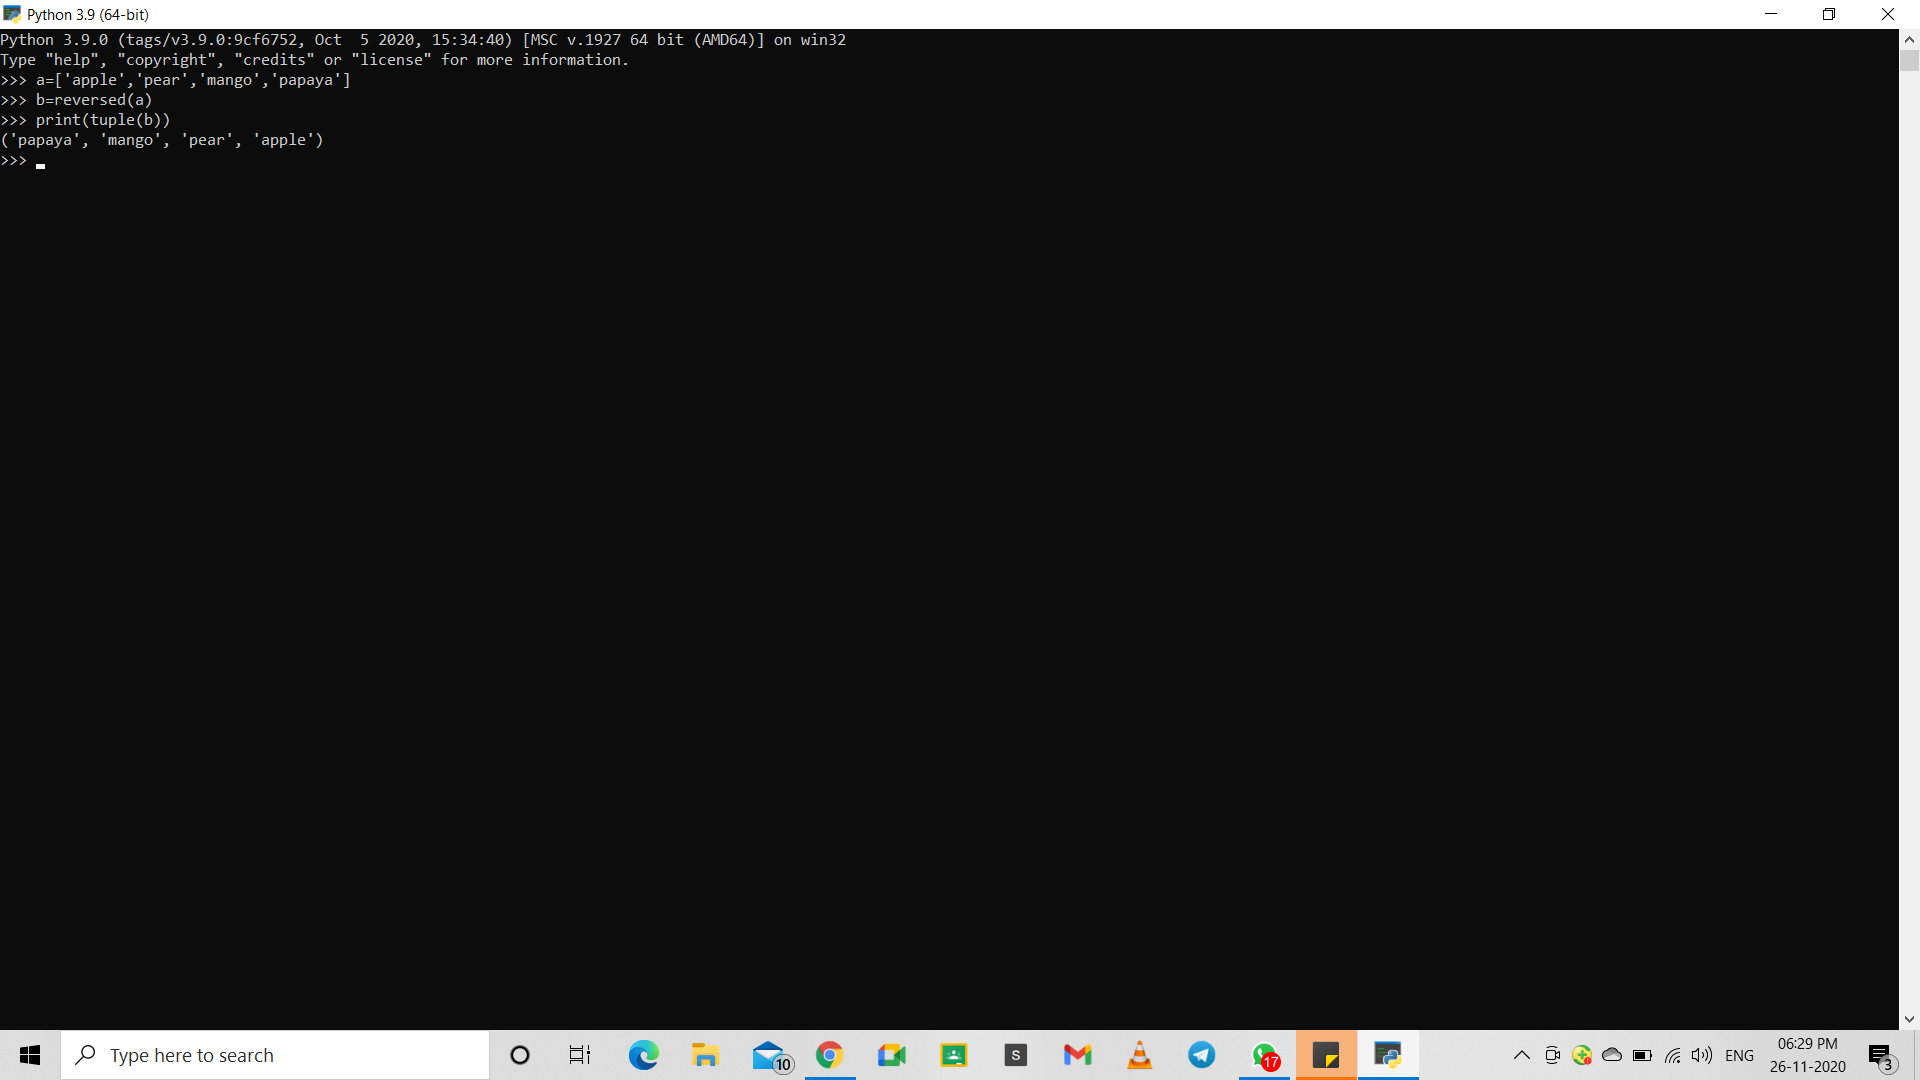 Python 3.9 (64-bit)
Python 3.9.0 (tags/v3.9.0:9cf6752, Oct  5 2020, 15:34:40) [MSC v.1927 64 bit (AMD64)] on win32
Type "help", "copyright", "credits" or "license" for more information.
>>> a=['apple','pear','mango','papaya']
>>> b=reversed(a)
>>> print(tuple(b))
('papaya', 'mango', 'pear', 'apple')
>>>
Type here to search
10
S
17
ENG
06:29 PM
26-11-2020
3